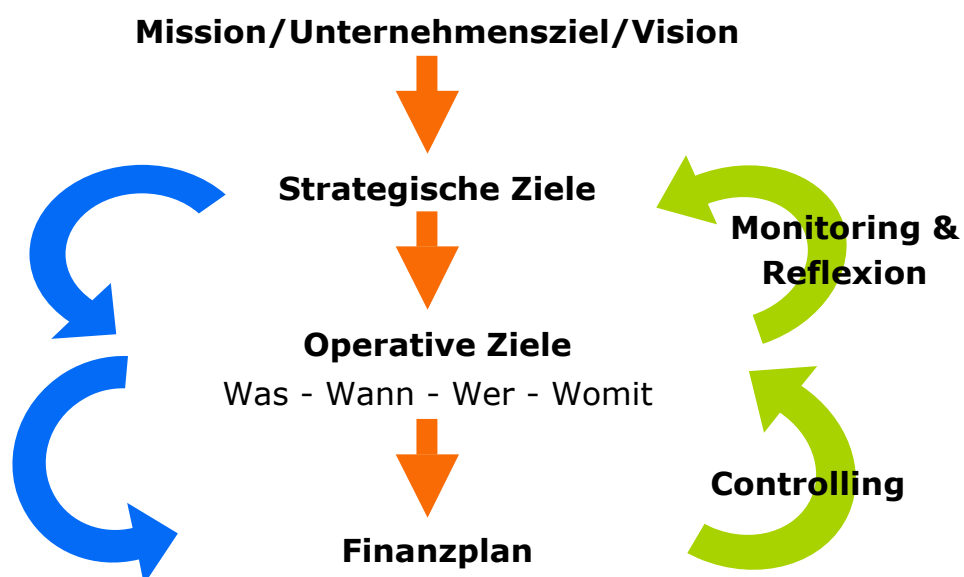 Mission/Unternehmensziel/Vision
Strategische Ziele
Monitoring &
Reflexion
Operative Ziele
Was - Wann - Wer - Womit
Controlling
Finanzplan